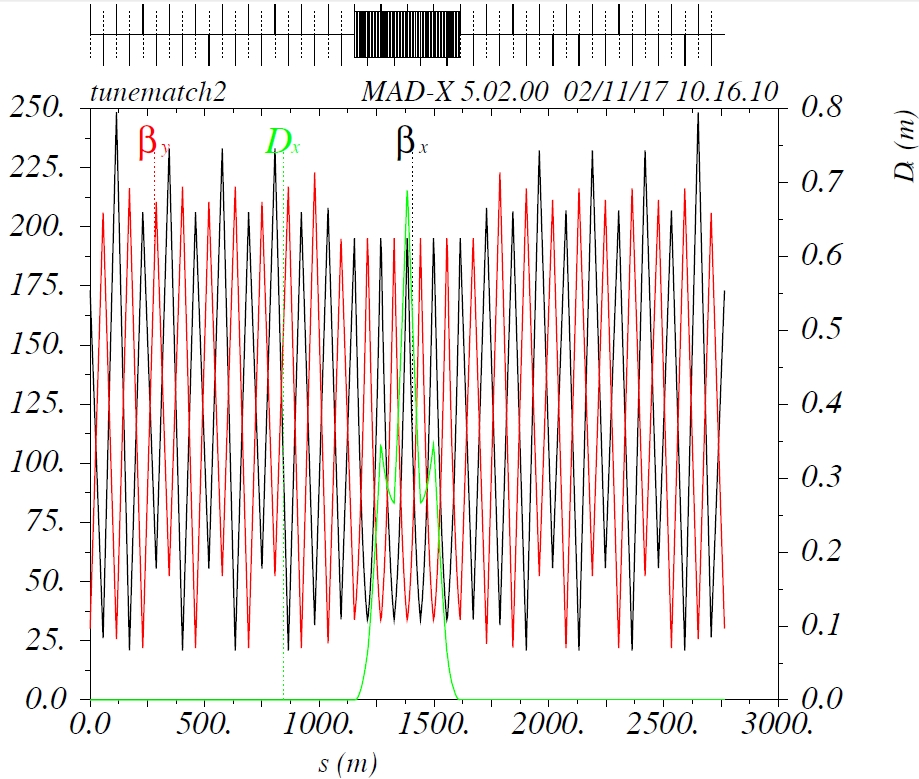 tunematch2 MAD-X 5.02.00 02/11/17 10.16.10
250. 0.8
βy Dx βx
225.
0.7
200.
0.6
175.
150. 0.5
125. 0.4
100. 0.3
75.
0.2
50.
25. 0.1
0.0 0.0
0.0 500. 1000. 1500. 2000. 2500. 3000.
s (m)
Dx (m)